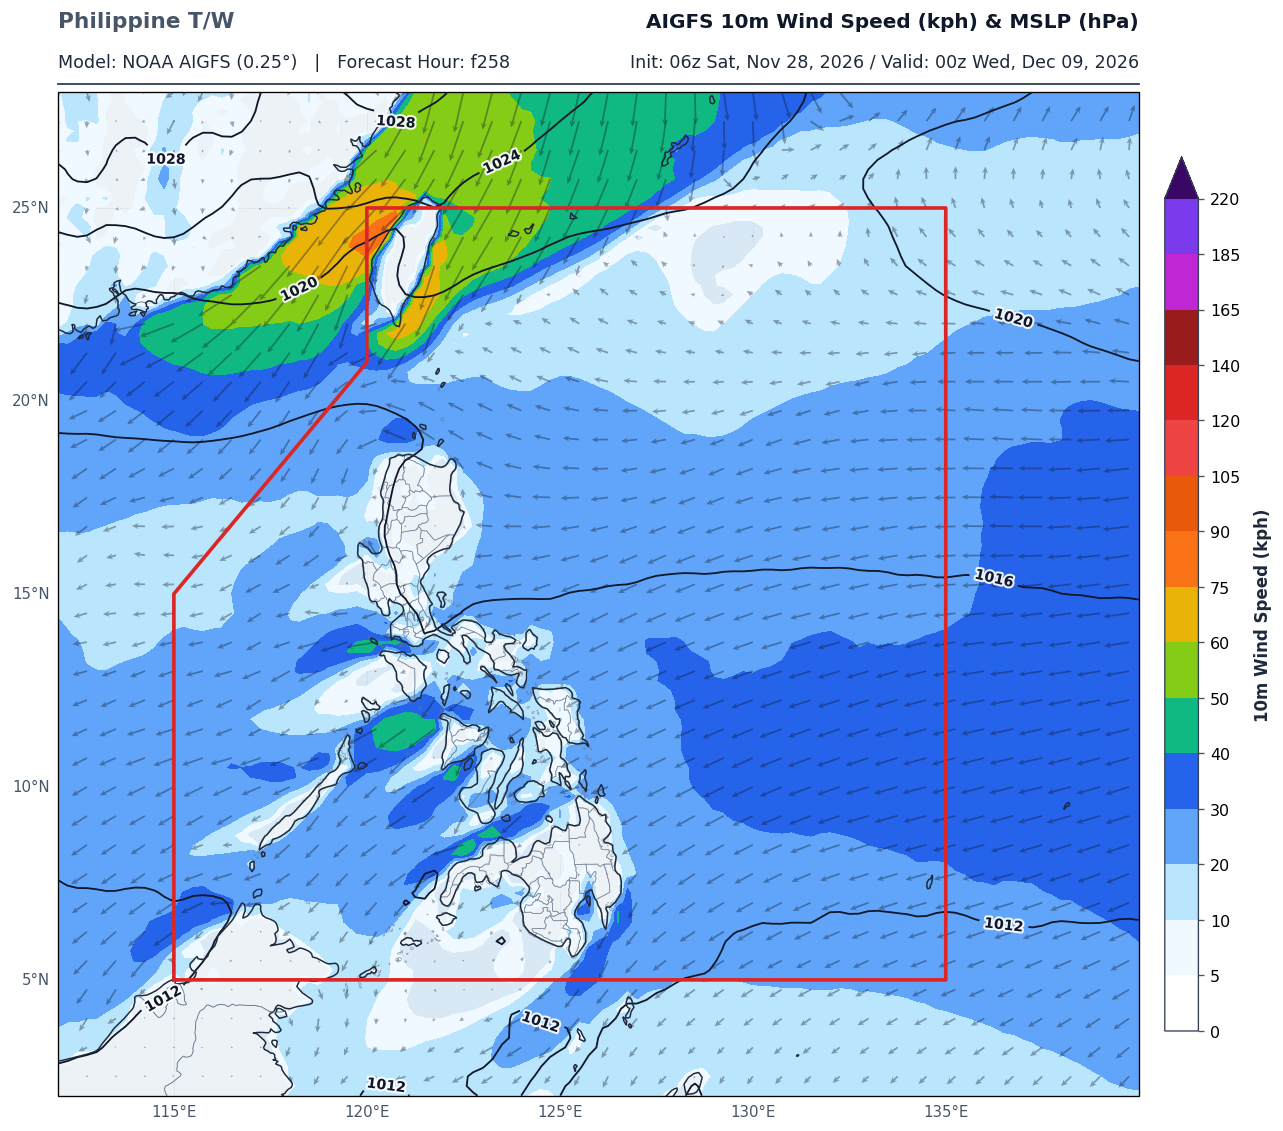 Philippine T/W
AIGFS 10m Wind Speed (kph) & MSLP (hPa)
Model: NOAA AIGFS (0.25°) | Forecast Hour: f258
Init: 06z Sat, Nov 28, 2026 / Valid: 00z Wed, Dec 09, 2026
1028
1028
1024
1020
1020
1016
1012
1012
1012
1012
25°N
20°N
15°N
10°N
5°N
115°E
120°E
125°E
130°E
135°E
220
185
165
140
120
105
90
75
60
50
40
30
20
10
5
0
10m Wind Speed (kph)